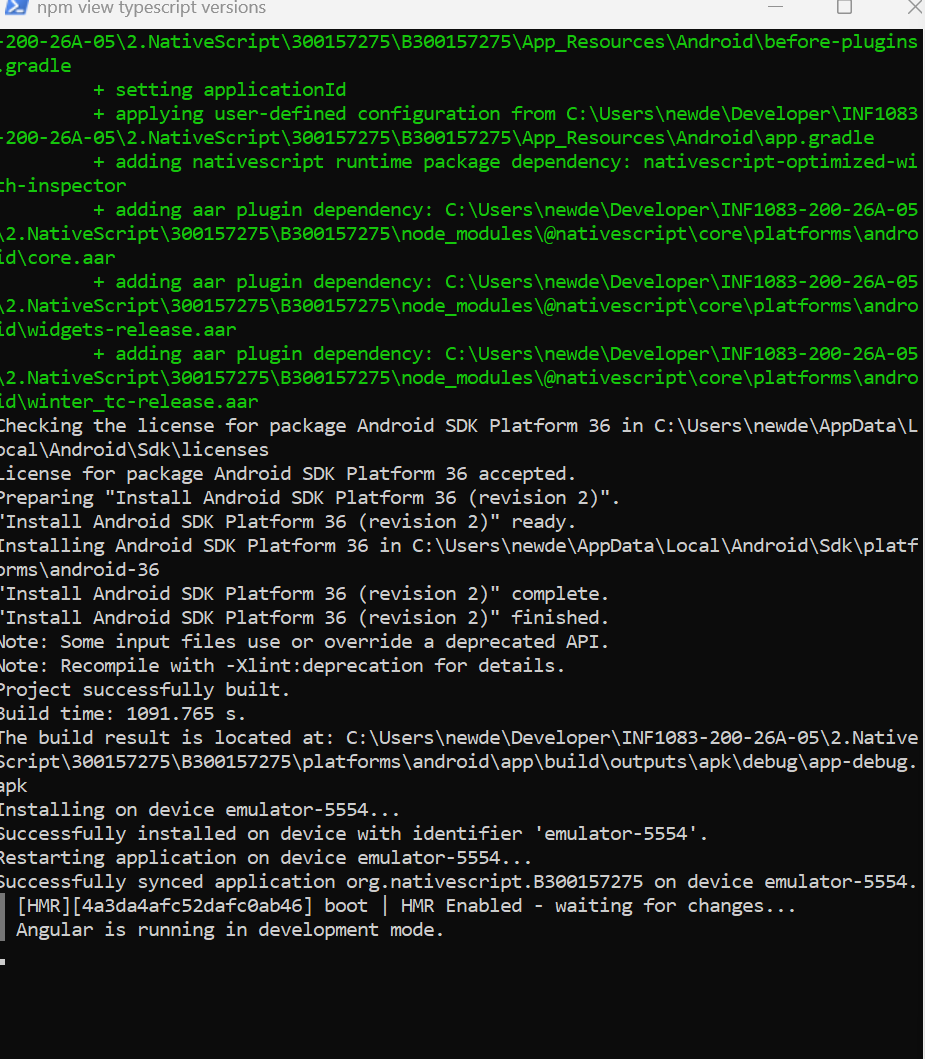 npm view typescript versions
-200-26A-05\2.NativeScript\300157275\B300157275\App_Resources\Android\before-plugins
.gradle
+ setting applicationId
+ applying user-defined configuration from C:\Users\newde\Developer\INF1083
-200-26A-05\2.NativeScript\300157275\B300157275\App_Resources\Android\app.gradle
+ adding nativescript runtime package dependency: nativescript-optimized-wi
th-inspector
+ adding aar plugin dependency: C:\Users\newde\Developer\INF1083-200-26A-05
\2.NativeScript\300157275\B300157275\node_modules\@nativescript\core\platforms\andro
id\core.aar
+ adding aar plugin dependency: C:\Users\newde\Developer\INF1083-200-26A-05
\2.NativeScript\300157275\B300157275\node_modules\@nativescript\core\platforms\andro
id\widgets-release.aar
+ adding aar plugin dependency: C:\Users\newde\Developer\INF1083-200-26A-05
\2.NativeScript\300157275\B300157275\node_modules\@nativescript\core\platforms\andro
id\winter_tc-release.aar
Checking the license for package Android SDK Platform 36 in C:\Users\newde\AppData\L
ocal\Android\Sdk\licenses
License for package Android SDK Platform 36 accepted.
Preparing "Install Android SDK Platform 36 (revision 2)".
"Install Android SDK Platform 36 (revision 2)" ready.
Installing Android SDK Platform 36 in C:\Users\newde\AppData\Local\Android\Sdk\platf
orms\android-36
"Install Android SDK Platform 36 (revision 2)" complete.
"Install Android SDK Platform 36 (revision 2)" finished.
Note: Some input files use or override a deprecated API.
Note: Recompile with -Xlint:deprecation for details.
Project successfully built.
Build time: 1091.765 s.
The build result is located at: C:\Users\newde\Developer\INF1083-200-26A-05\2.Native
Script\300157275\B300157275\platforms\android\app\build\outputs\apk\debug\app-debug.
apk
Installing on device emulator-5554...
Successfully installed on device with identifier 'emulator-5554'.
Restarting application on device emulator-5554...
Successfully synced application org.nativescript.B300157275 on device emulator-5554.
[HMR][4a3da4afc52dafc0ab46] boot | HMR Enabled - waiting for changes...
Angular is running in development mode.